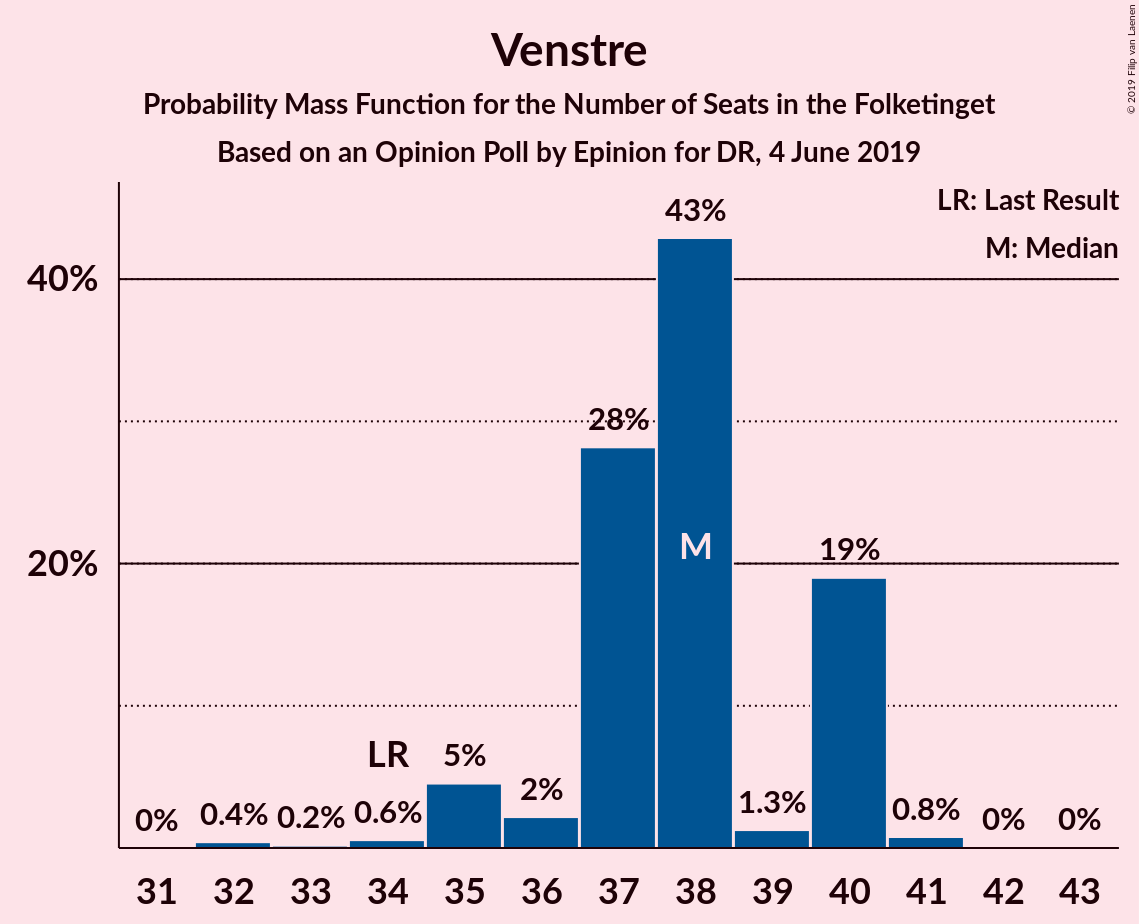 Venstre
Probability Mass Function for the Number of Seats in the Folketinget
Based on an Opinion Poll by Epinion for DR, 4 June 2019
© 2019 Filip van Laenen
LR: Last Result
M: Median
43%
40%
28%
M
19%
20%
LR
5%
2%
1.3%
0.8%
0%
0.4%
0.2%
0.6%
0%
0%
31 32 33 34 35 36 37 38 39 40 41 42 43